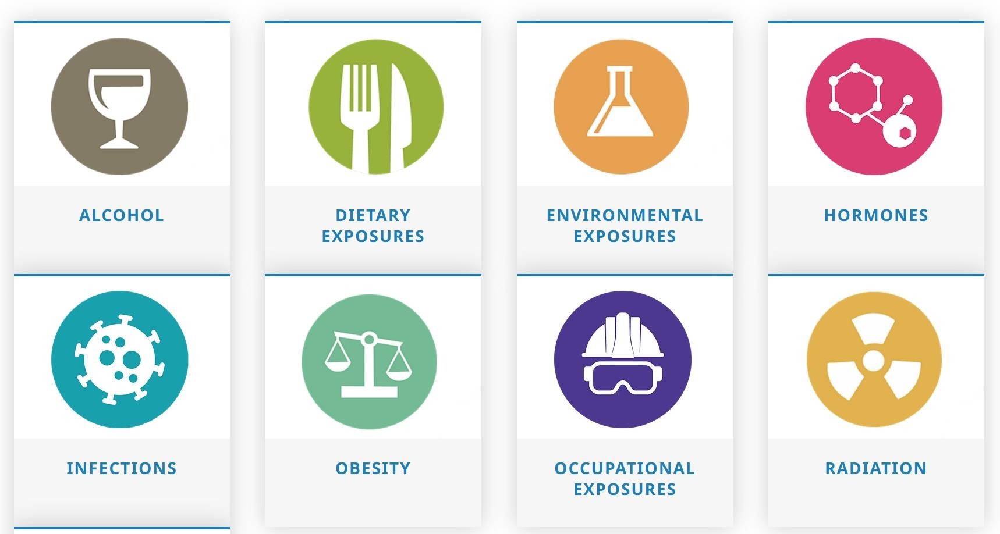 ALCOHOL
DIETARY
EXPOSURES
ENVIRONMENTAL
EXPOSURES
HORMONES
INFECTIONS
OBESITY
OCCUPATIONAL
EXPOSURES
RADIATION